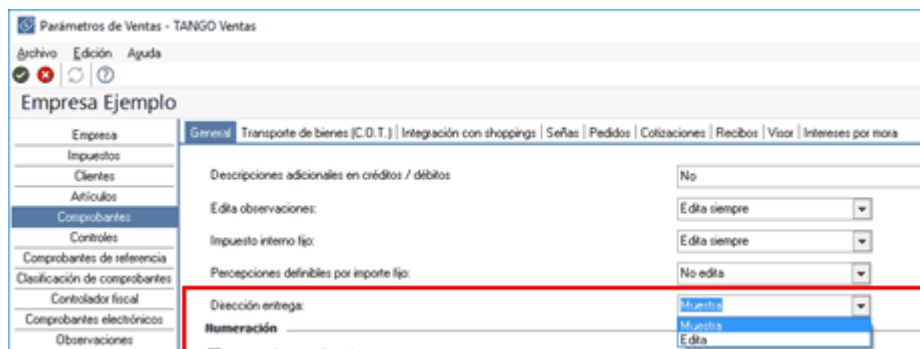 Parámetros de Ventas - TANGO Ventas
Archivo Edición Ayuda
Empresa Ejemplo
Empresa
Impuestos
Clientes
Artículos
Comprobantes
Controles
Comprobantes de referencia
Clasificación de comprobantes
Controlador fiscal
Comprobantes electrónicos
Observaciones
General Transporte de bienes (C.O.T.) Integración con shoppings Señas Pedidos Cotizaciones Recibos Visor Intereses por mora
Descripciones adicionales en créditos / débitos No
Edita observaciones: Edita siempre
Impuesto interno fijo: Edita siempre
Percepciones definibles por importe fijo: No edita
Dirección entrega: Muestra
Muestra
Numeración
Edita